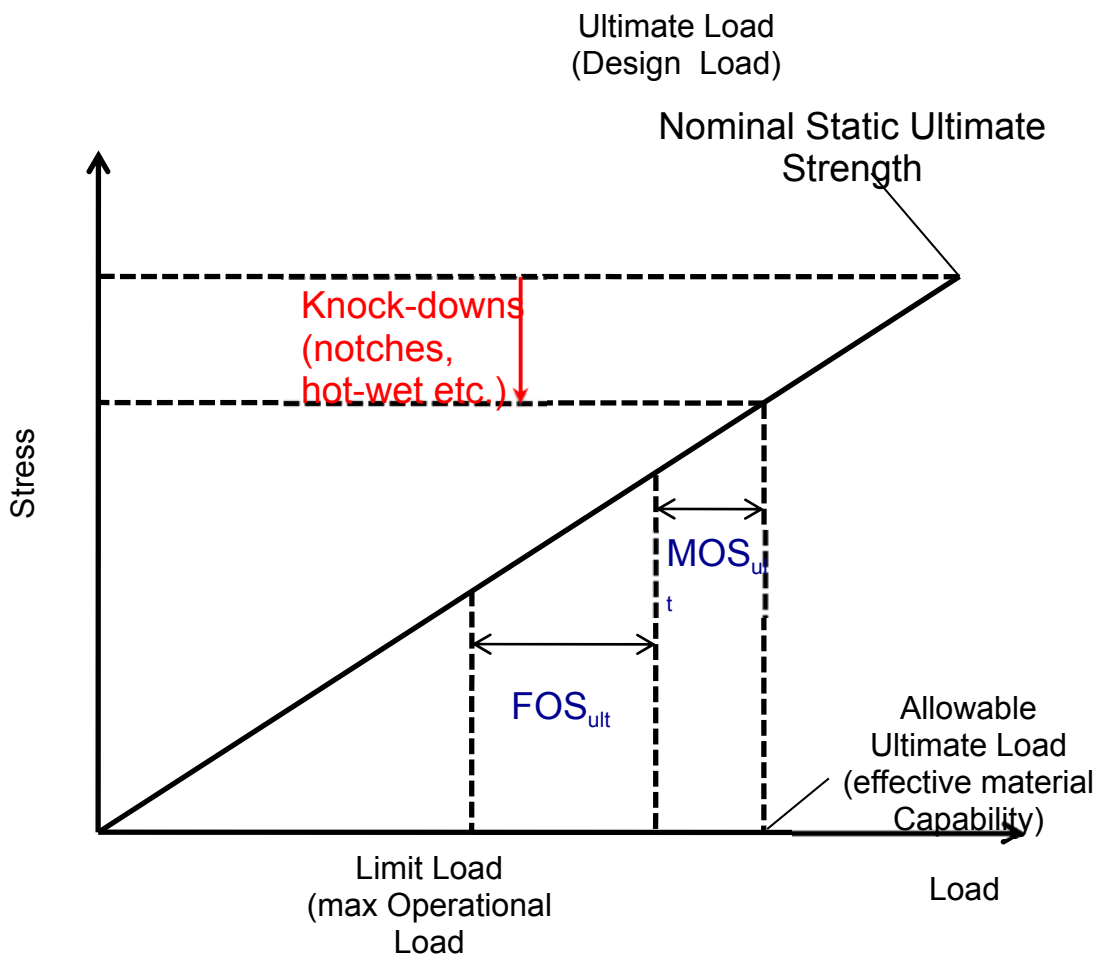 Ultimate Load
(Design Load)
Nominal Static Ultimate
Strength
Knock-downs
(notches,
hot-wet etc.)
Stress
MOSul
t
FOSult
Allowable
Ultimate Load
(effective material
Capability)
Limit Load
(max Operational
Load
Load